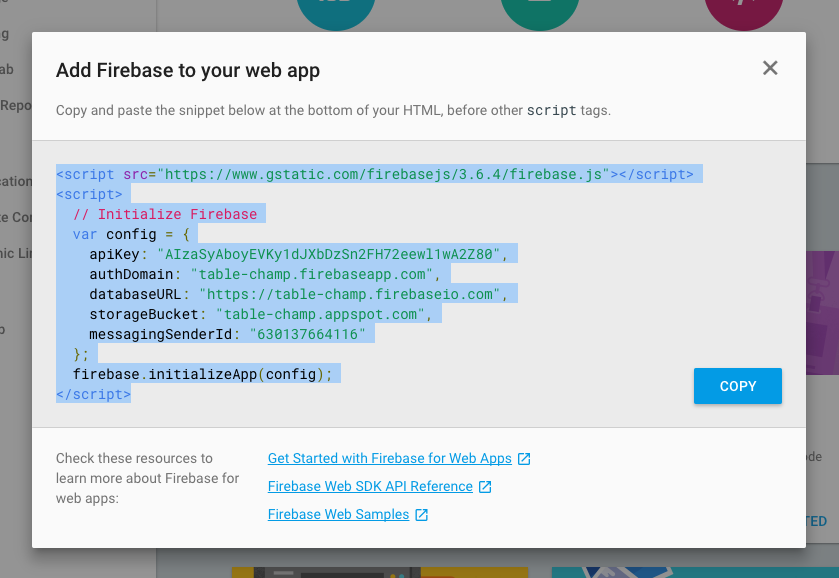 ng
ab
Repo
Add Firebase to your web app
Copy and paste the snippet below at the bottom of your HTML, before other script tags.
cation
te Con
nic Lin
<script src="https://www.gstatic.com/firebasejs/3.6.4/firebase.js"></script>
<script>
// Initialize Firebase
var config = {
apiKey: "AIzaSyAboyEVKy1dJXbDzSn2FH72eewl1wA2Z80",
authDomain: "table-champ.firebaseapp.com",
databaseURL: "https://table-champ.firebaseio.com",
storageBucket: "table-champ.appspot.com",
messagingSenderId: "630137664116"
};
firebase.initializeApp(config);
</script>
COPY
Check these resources to
learn more about Firebase for
web apps:
Get Started with Firebase for Web Apps
Firebase Web SDK API Reference
Firebase Web Samples
ode
TED